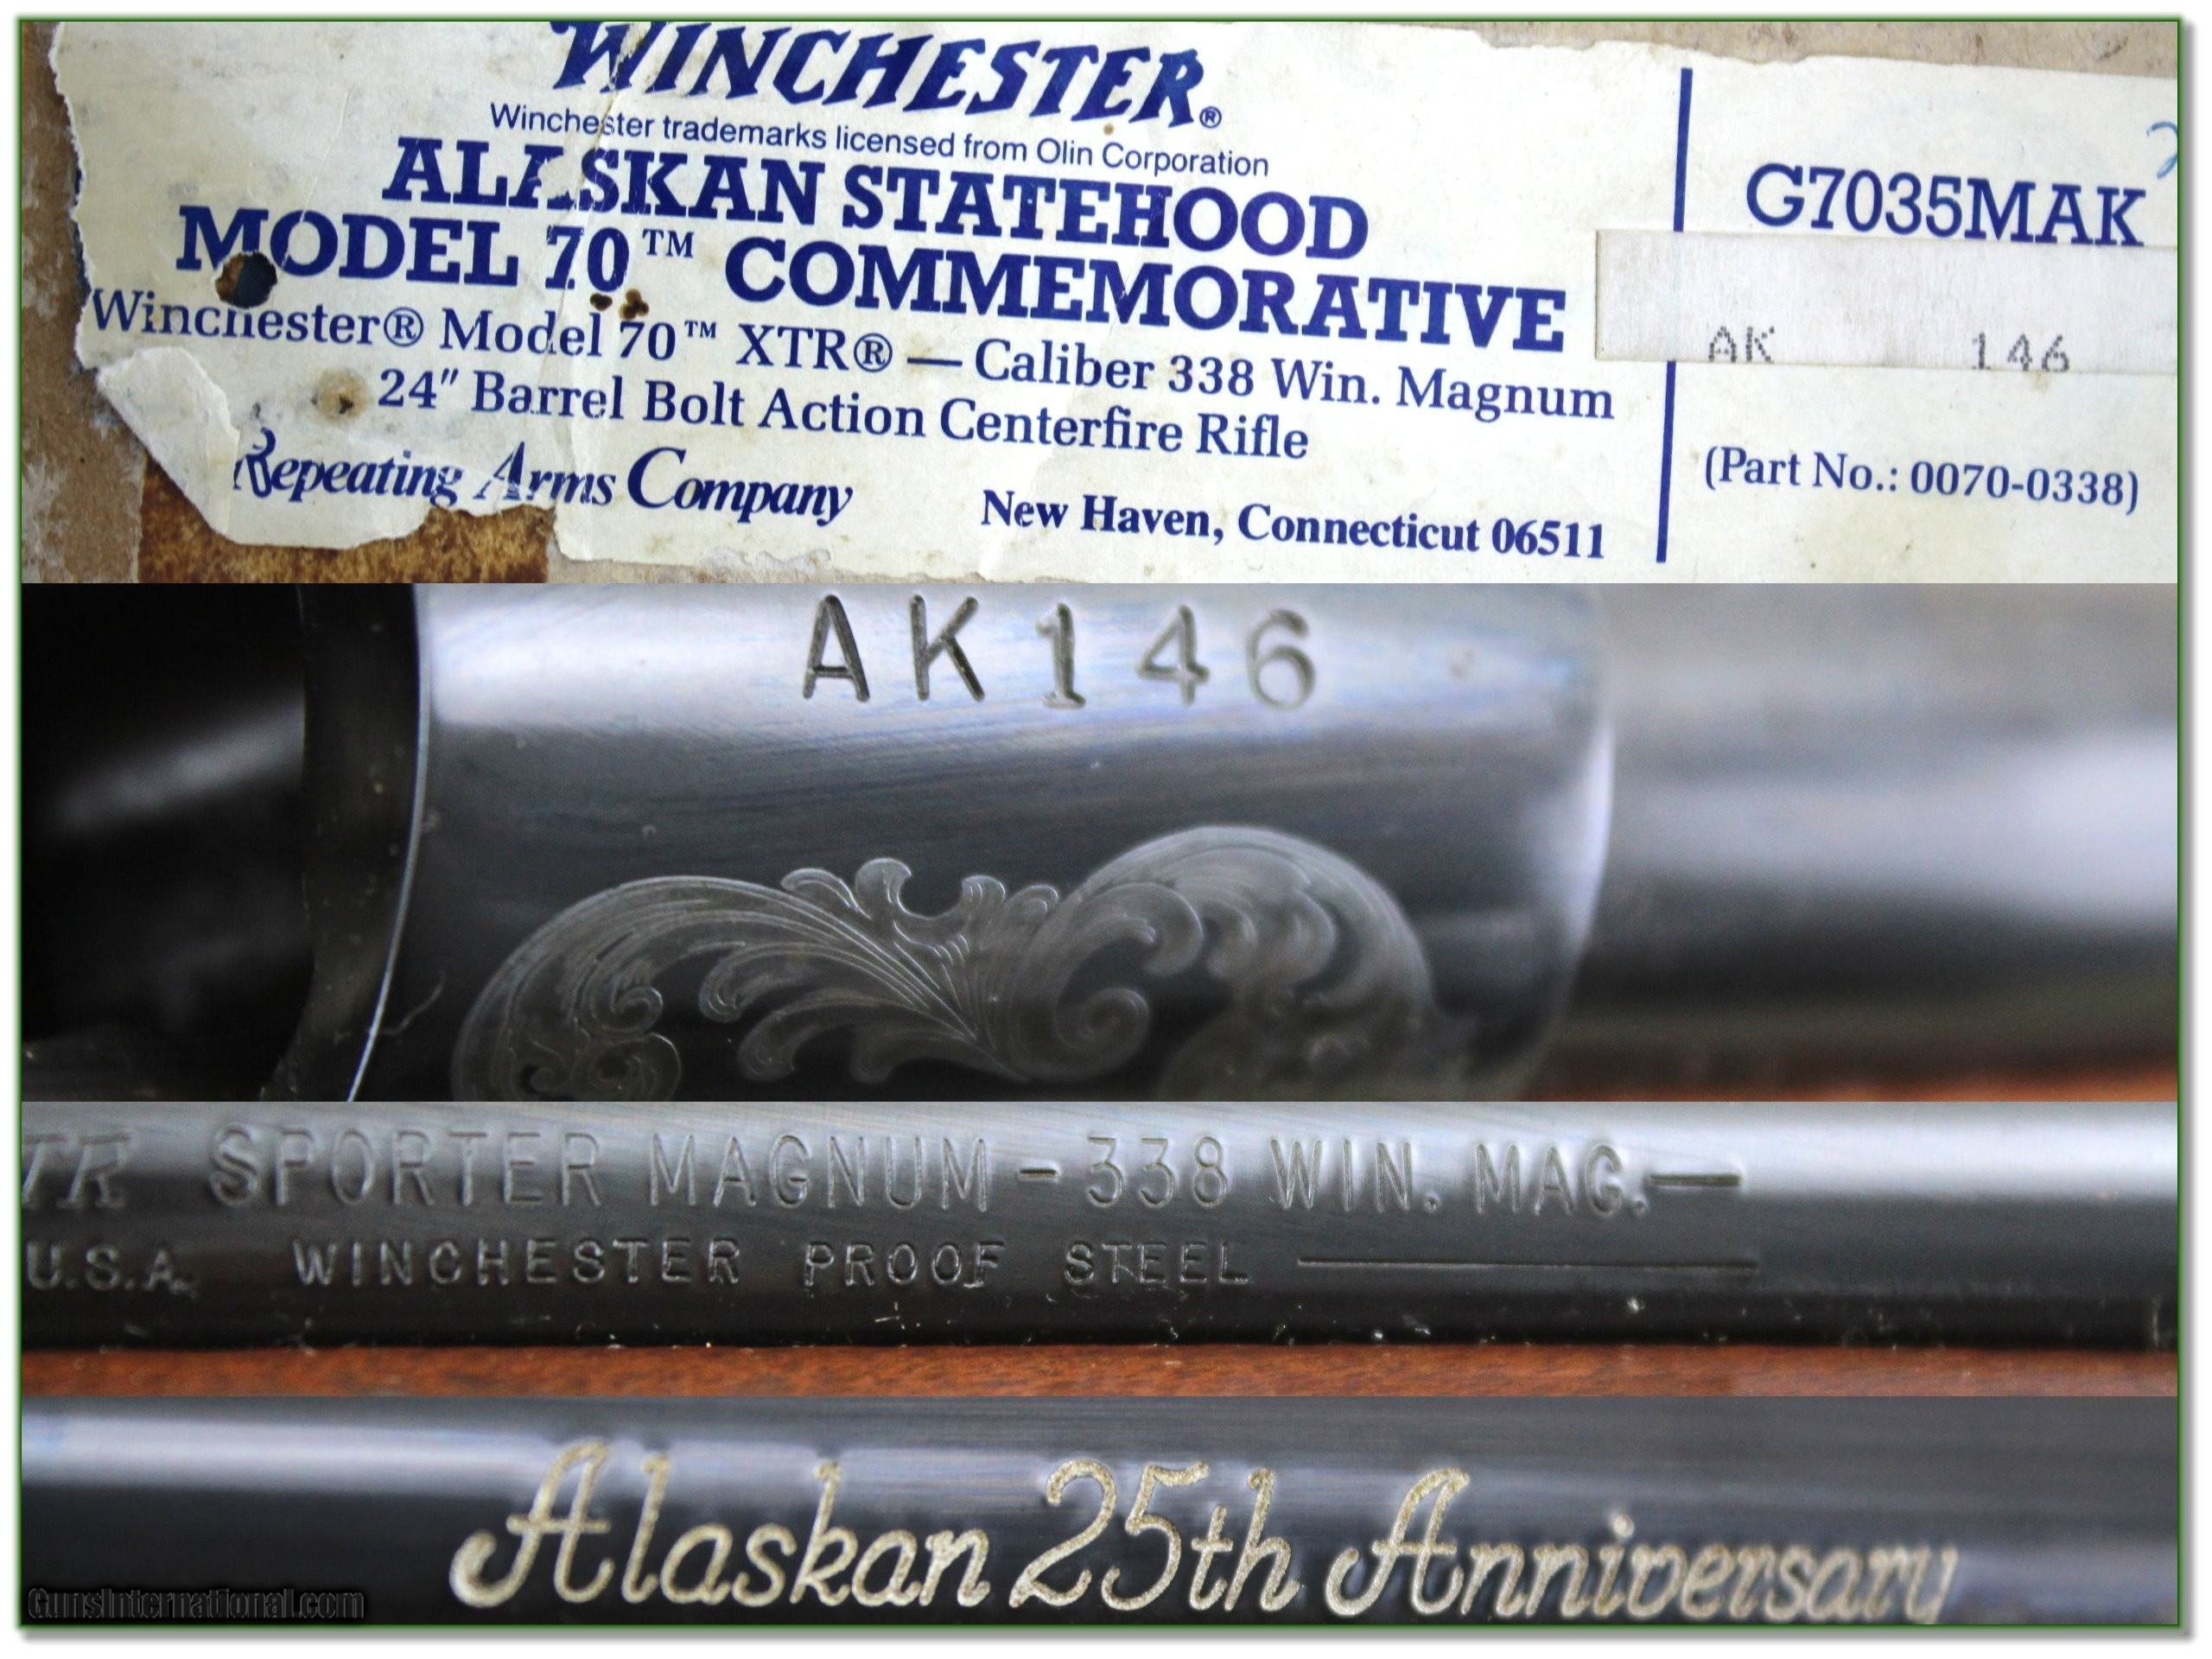 WINCHESTER®
Winchester trademarks licensed from Olin Corporation
ALASKAN STATEHOOD
MODEL 70™ COMMEMORATIVE
Winchester® Model 70™ XTR® — Caliber 338 Win. Magnum
24" Barrel Bolt Action Centerfire Rifle
Repeating Arms Company New Haven, Connecticut 06511
G7035MAK
AK 146
(Part No.: 0070-0338)
AK146
TR SPORTER MAGNUM - 338 WIN. MAG.—
U.S.A. WINCHESTER PROOF STEEL
Alaskan 25th Anniversary
GunsInternational.com